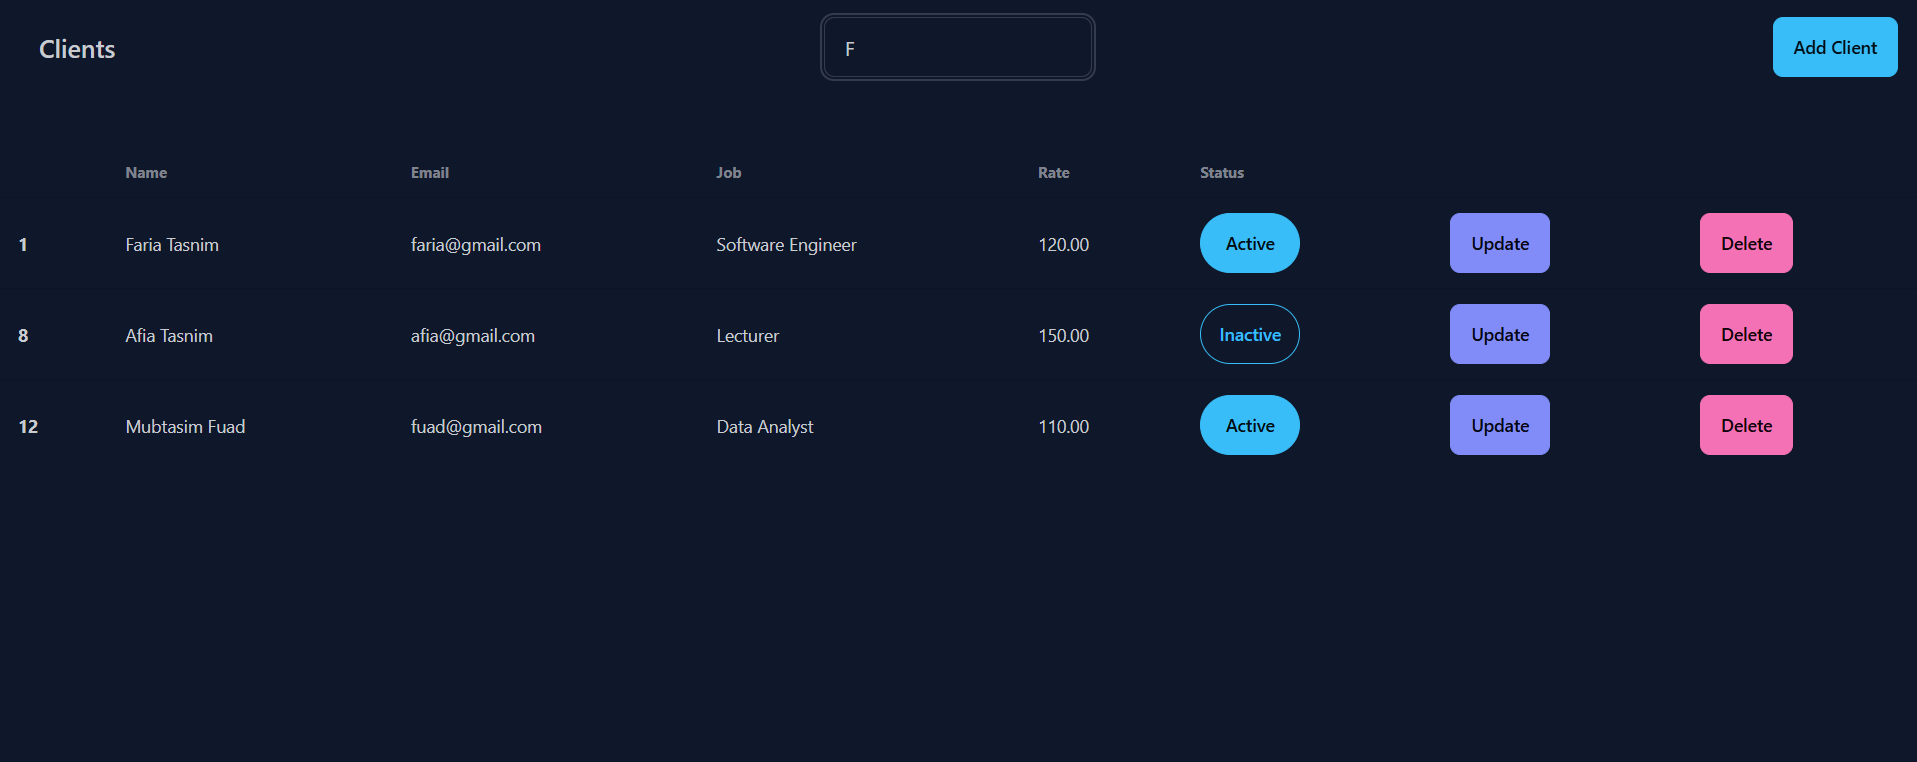 Clients F Add Client
Name Email Job Rate Status
1 Faria Tasnim faria@gmail.com Software Engineer 120.00 Active Update Delete
8 Afia Tasnim afia@gmail.com Lecturer 150.00 Inactive Update Delete
12 Mubtasim Fuad fuad@gmail.com Data Analyst 110.00 Active Update Delete